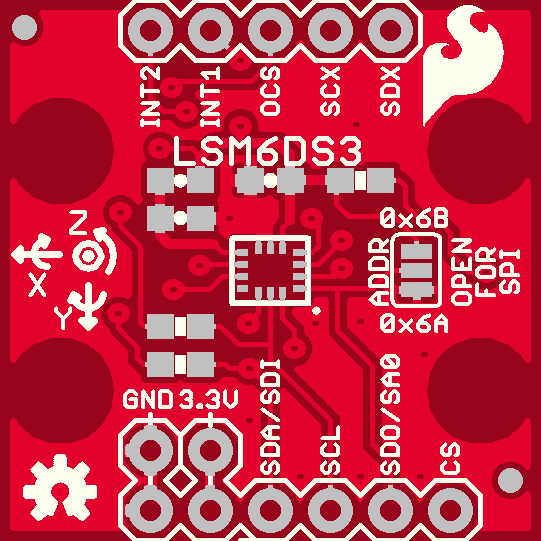 INT2
INT1
OCS
SCX
SDX
LSM6DS3
0x6B
Z
X
Y
ADDR
OPEN
FOR
SPI
0x6A
GND 3.3V
SDA/SDI
SCL
SDO/SA0
CS